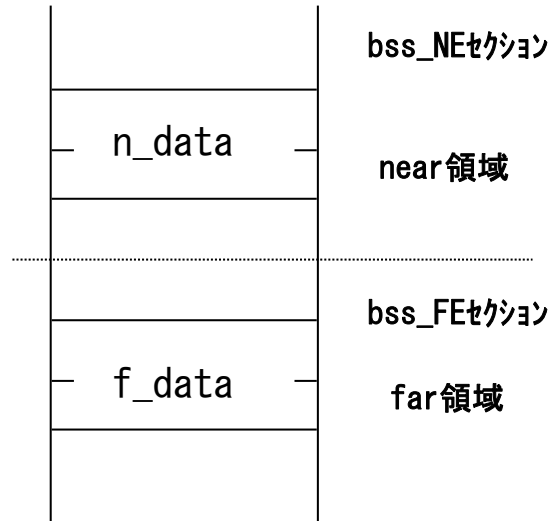 bss_NEｾｸｼｮﾝ
n_data
near領域
bss_FEｾｸｼｮﾝ
f_data
far領域